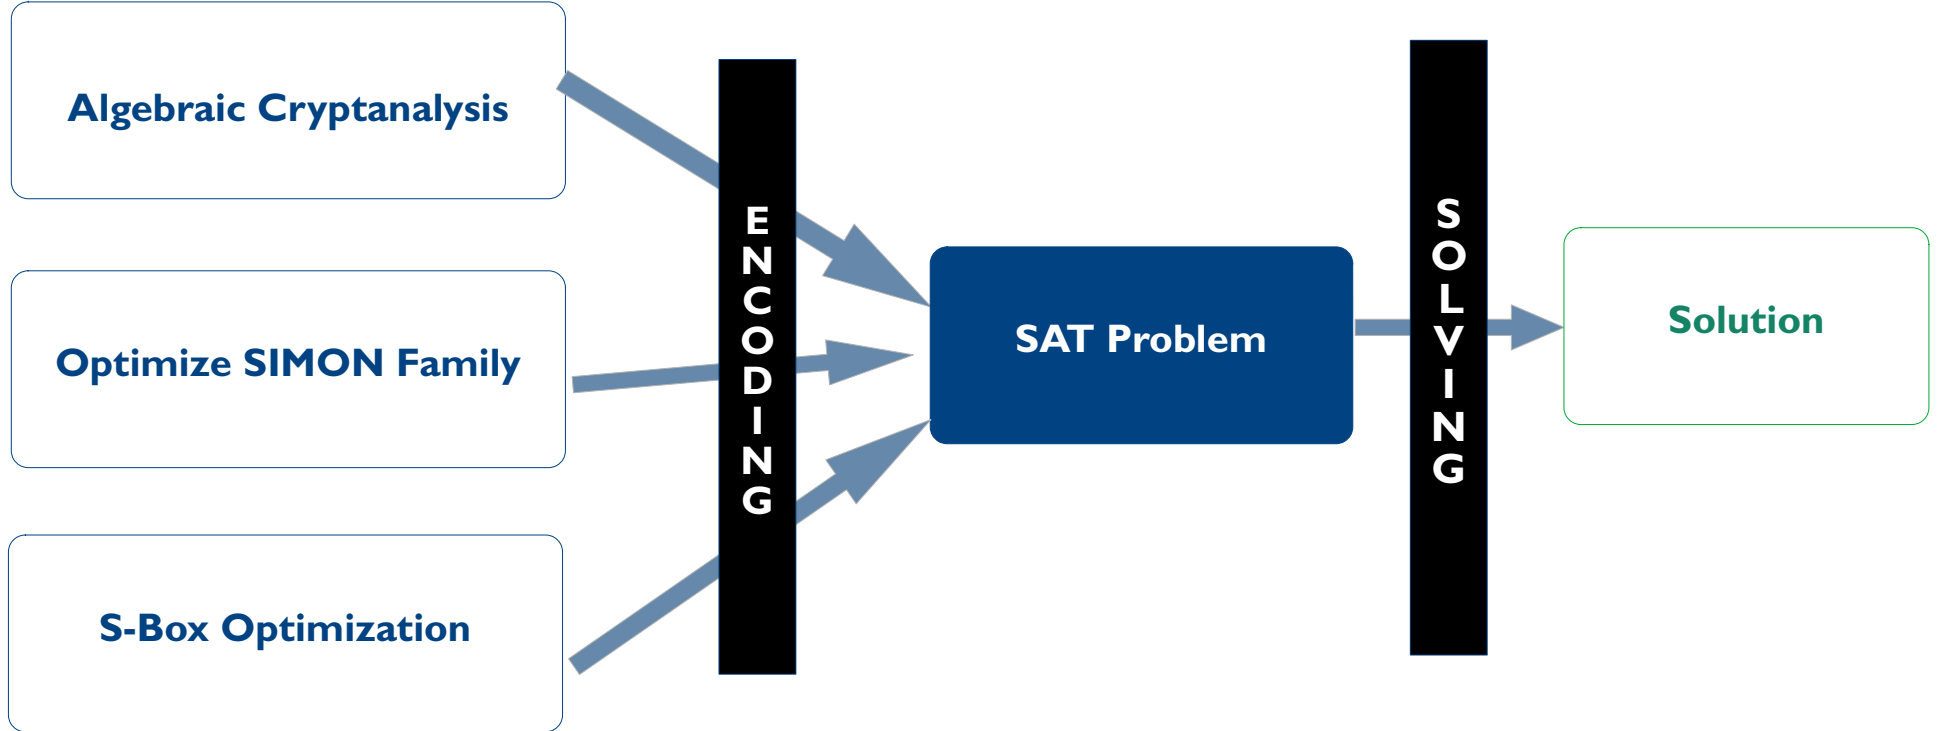 Algebraic Cryptanalysis
Optimize SIMON Family
S-Box Optimization
ENCODING
SAT Problem
SOLVING
Solution